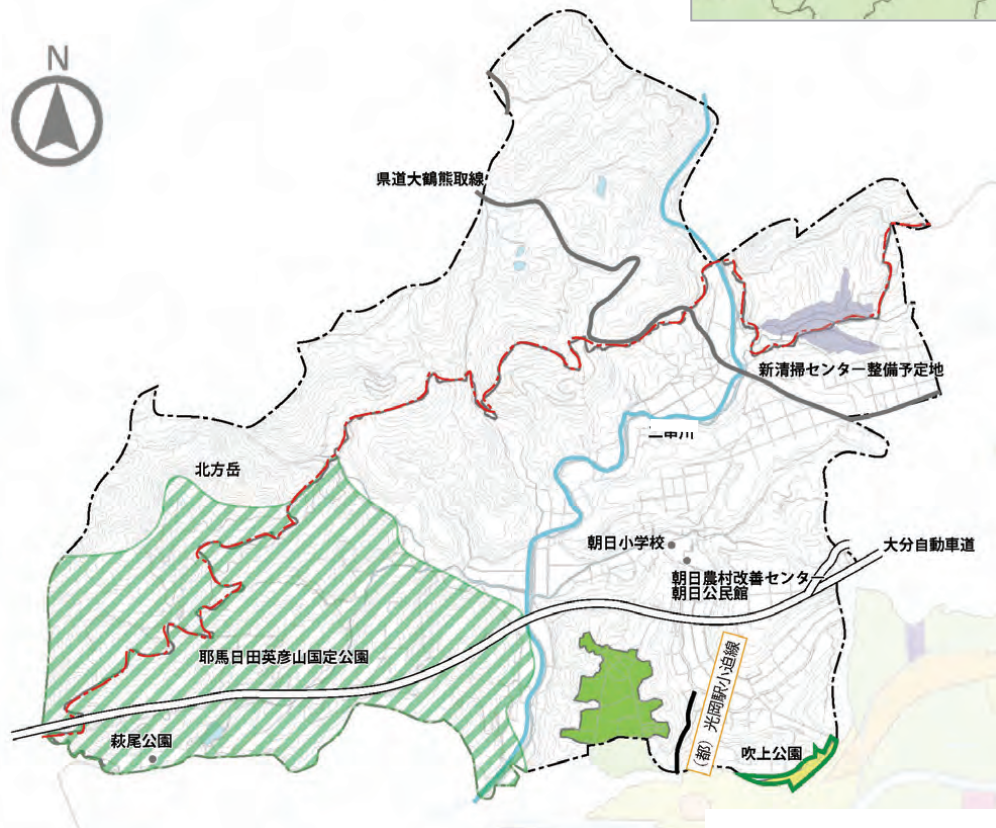 N
県道大鶴熊取線
新清掃センター整備予定地
北方岳
朝日小学校
大分自動車道
朝日農村改善センター
朝日公民館
耶馬日田英彦山国定公園
(都) 光岡駅小迫線
萩尾公園
吹上公園